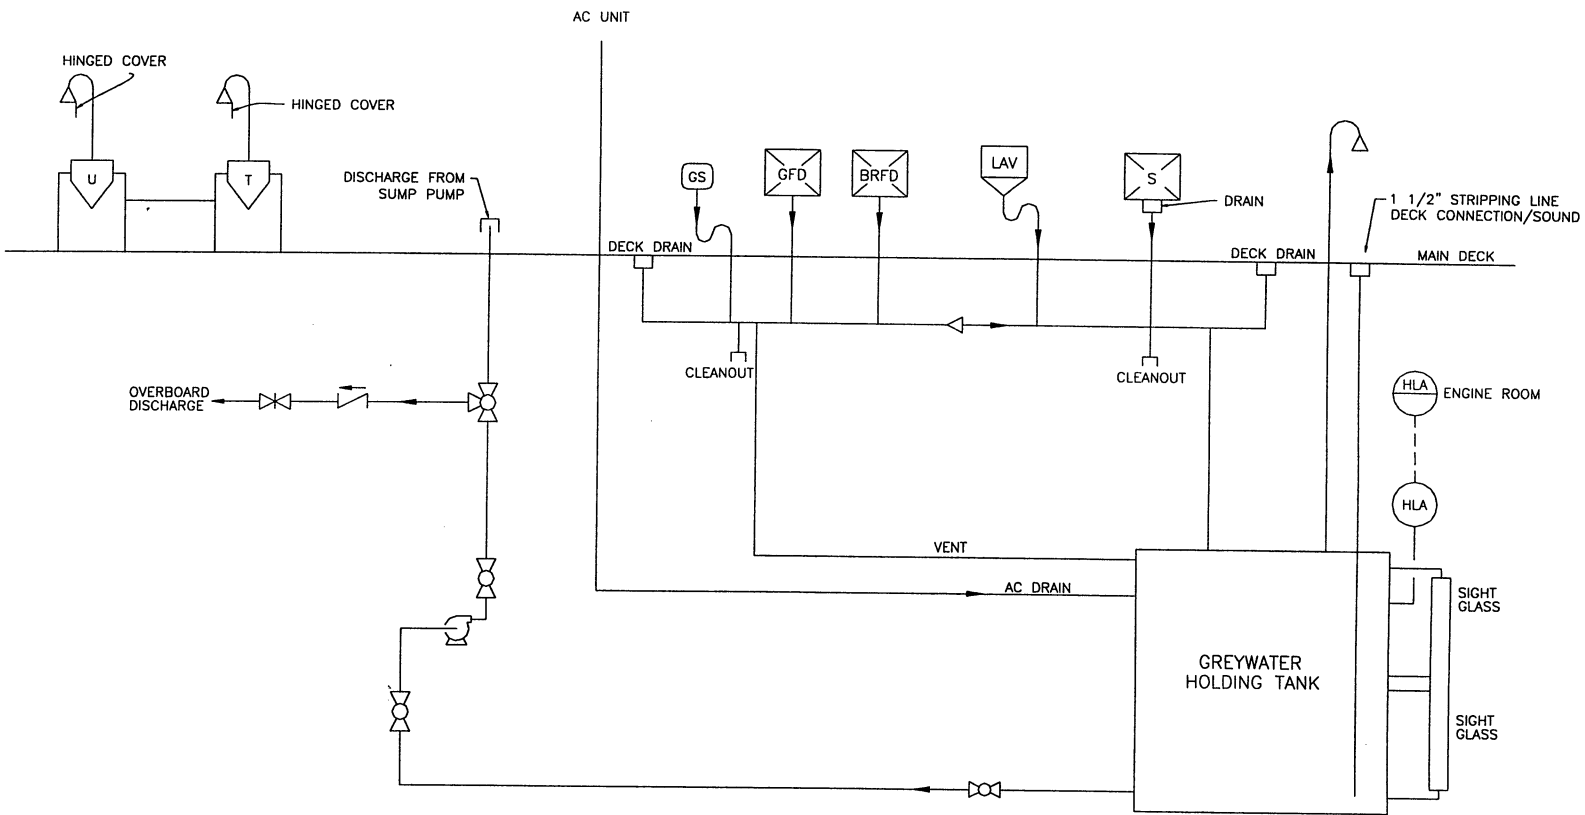 AC UNIT
HINGED COVER
HINGED COVER
U
T
DISCHARGE FROM
SUMP PUMP
GS
GFD
BRFD
LAV
S
DRAIN
1 1/2" STRIPPING LINE
DECK CONNECTION/SOUND
DECK DRAIN
DECK DRAIN
MAIN DECK
CLEANOUT
CLEANOUT
OVERBOARD
DISCHARGE
HLA
ENGINE ROOM
HLA
VENT
AC DRAIN
SIGHT
GLASS
GREYWATER
HOLDING TANK
SIGHT
GLASS